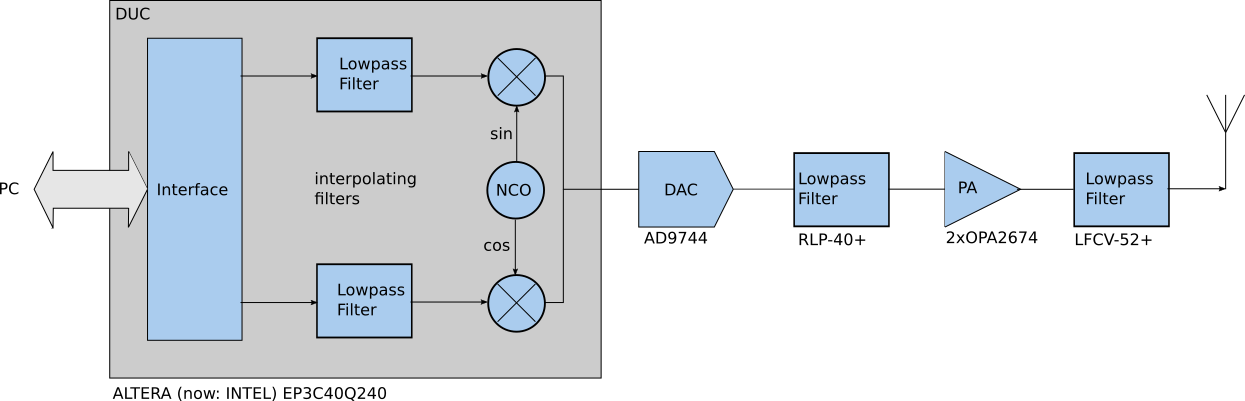 DUC
Lowpass
Filter
sin
PC
Interface
interpolating
filters
NCO
cos
Lowpass
Filter
DAC
AD9744
Lowpass
Filter
RLP-40+
PA
2xOPA2674
Lowpass
Filter
LFCV-52+
ALTERA (now: INTEL) EP3C40Q240